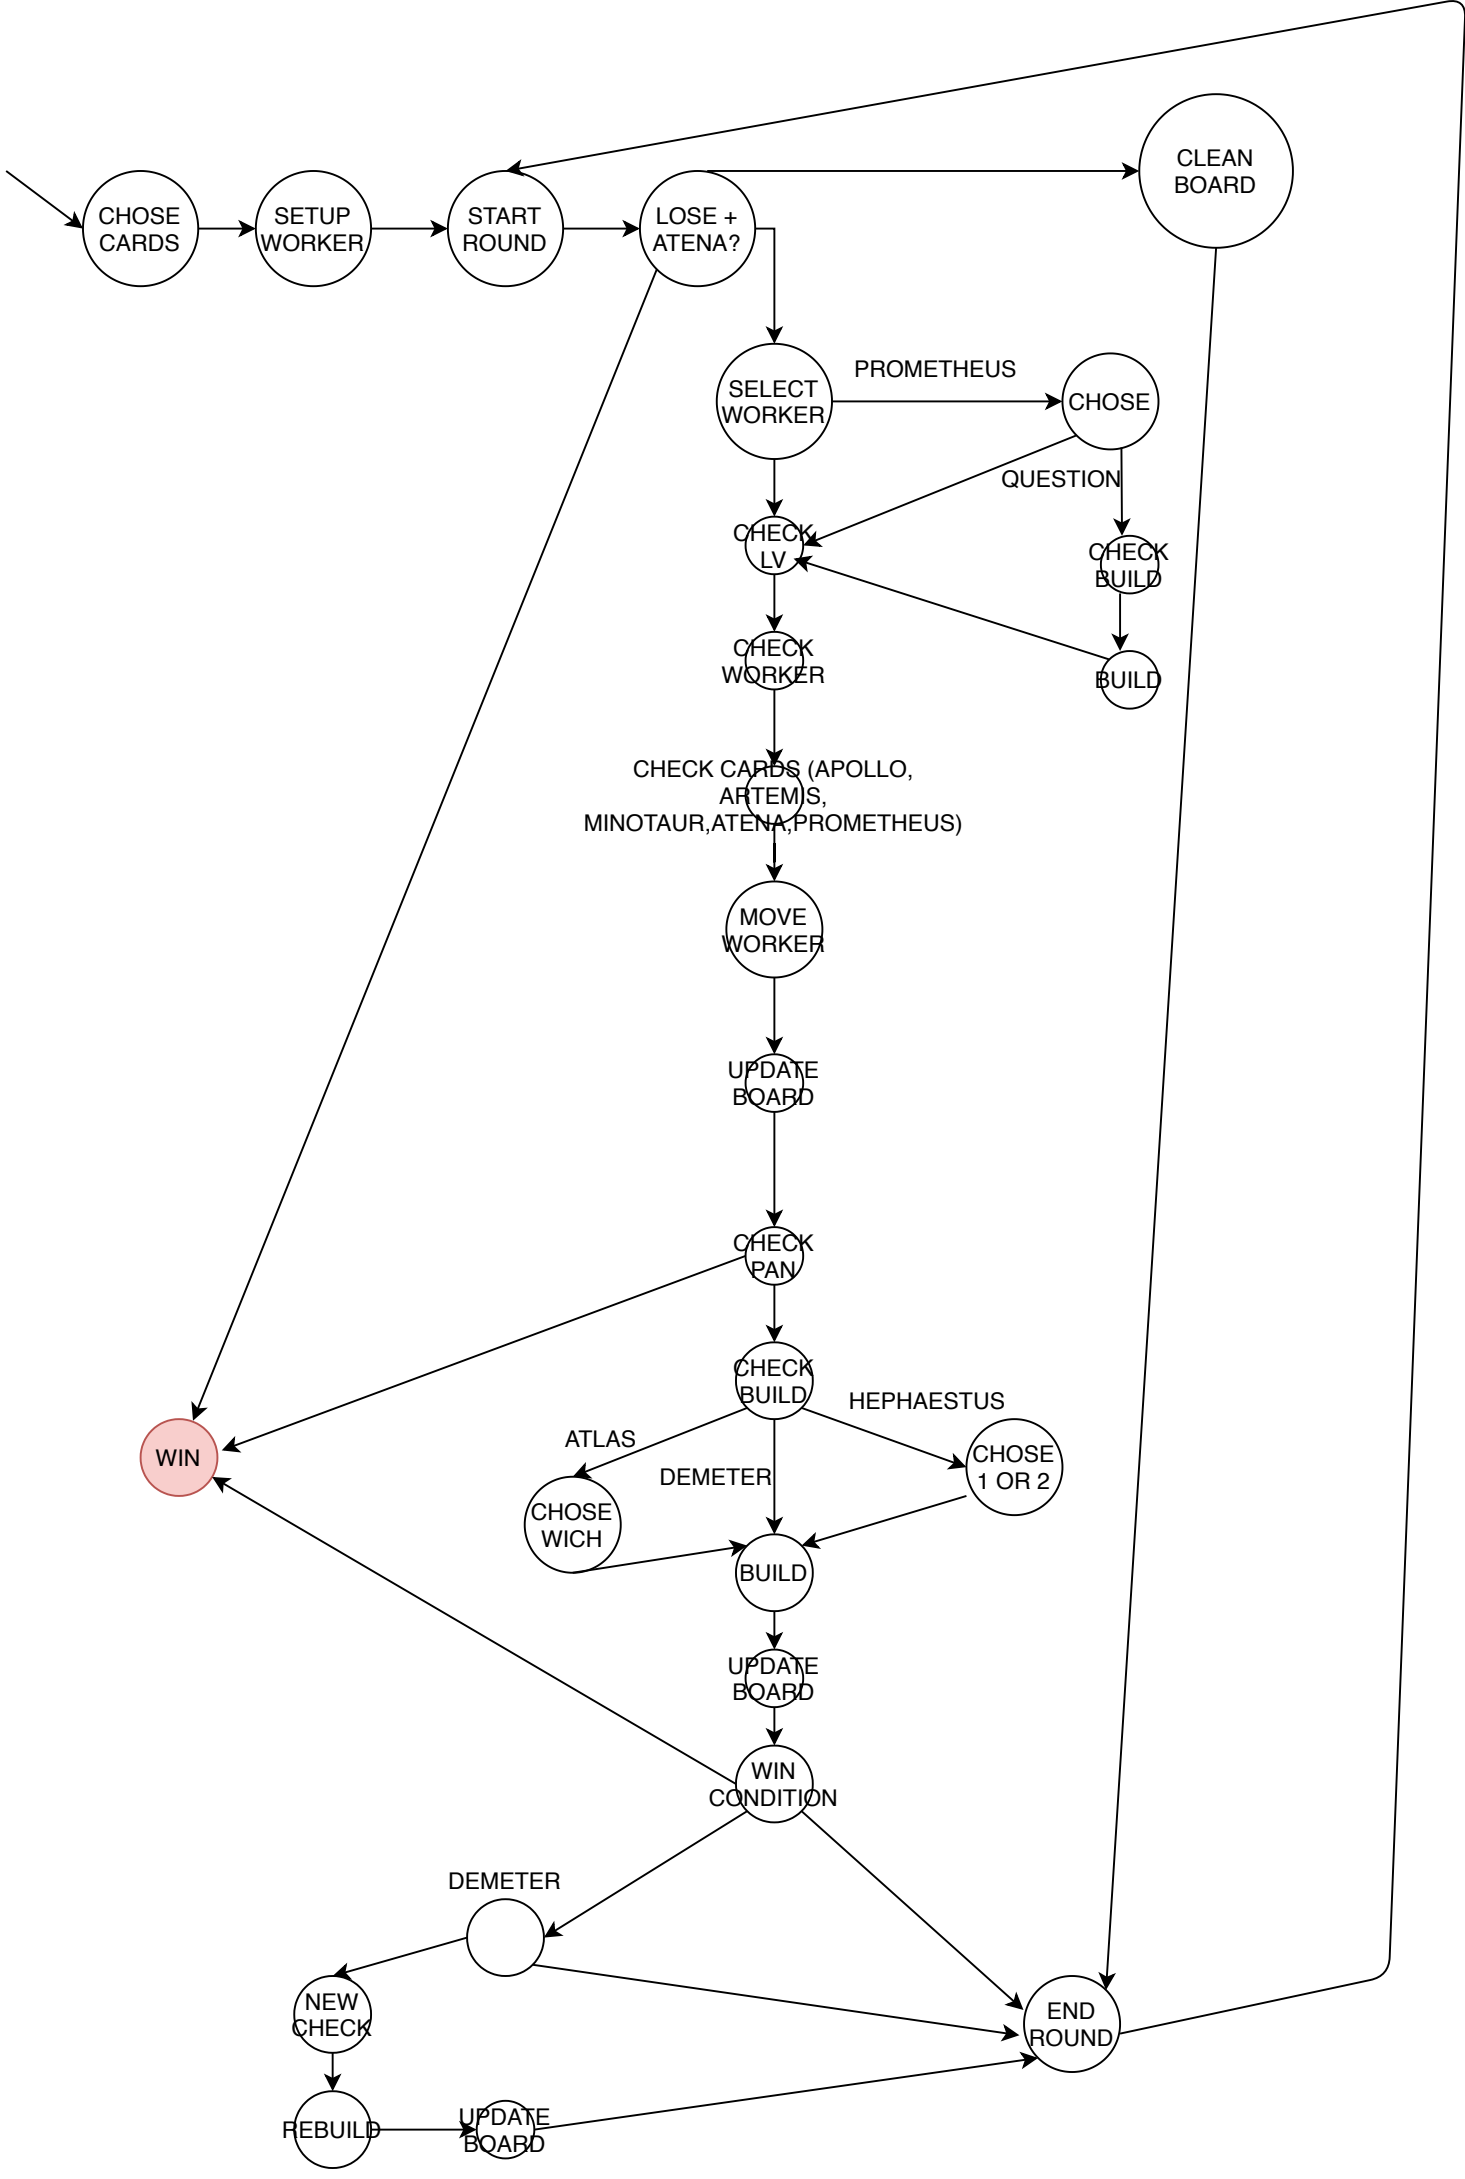 CLEAN
BOARD
CHOSE
CARDS
SETUP
WORKER
START
ROUND
LOSE +
ATENA?
SELECT
WORKER
PROMETHEUS
CHOSE
QUESTION
CHECK
LV
CHECK
BUILD
CHECK
WORKER
BUILD
CHECK CARDS (APOLLO,
ARTEMIS,
MINOTAUR,ATENA,PROMETHEUS)
MOVE
WORKER
UPDATE
BOARD
CHECK
PAN
CHECK
BUILD
HEPHAESTUS
ATLAS
WIN
DEMETER
CHOSE
1 OR 2
CHOSE
WICH
BUILD
UPDATE
BOARD
WIN
CONDITION
DEMETER
NEW
CHECK
END
ROUND
REBUILD
UPDATE
BOARD